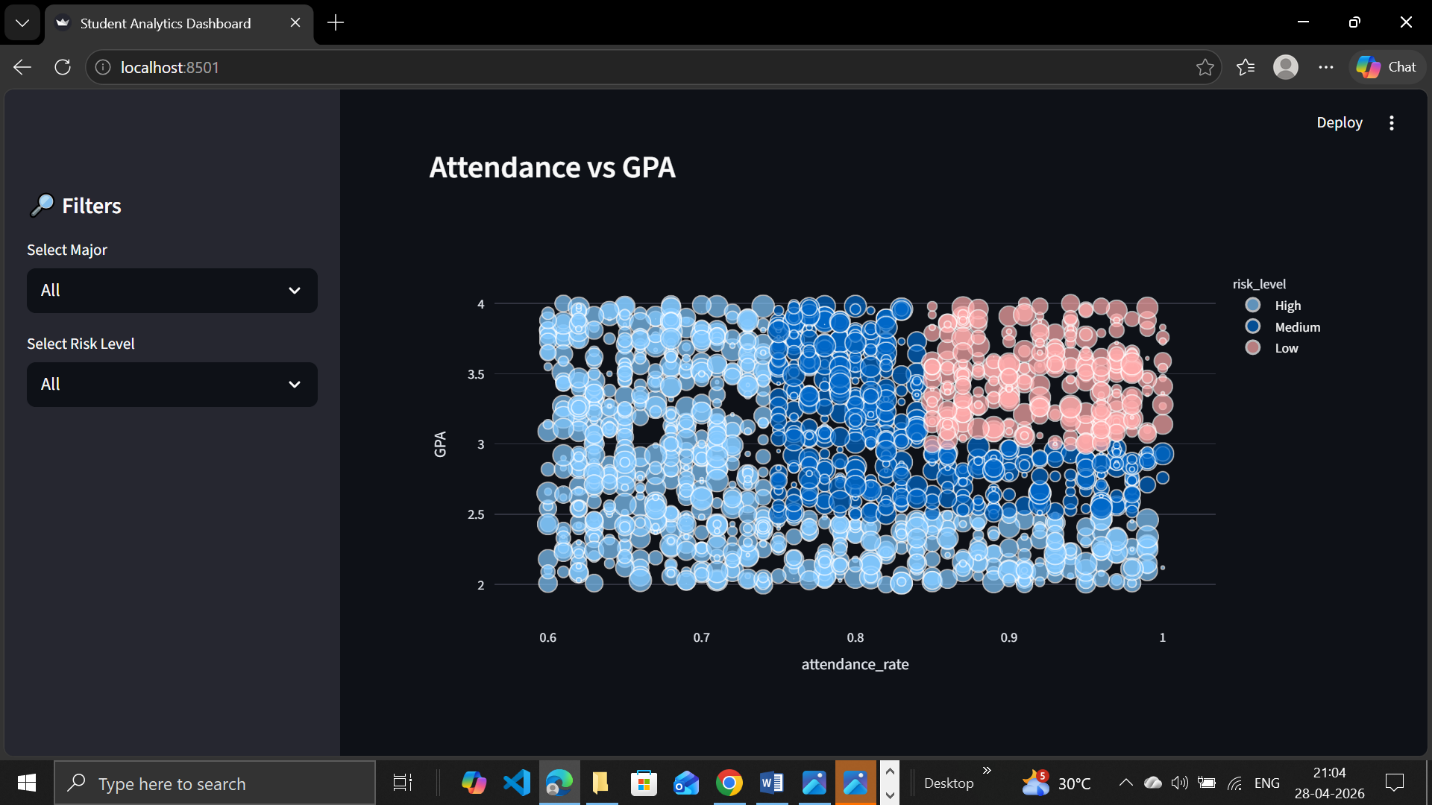 Student Analytics Dashboard
localhost:8501
Chat
Deploy
Attendance vs GPA
Filters
Select Major
All
Select Risk Level
All
risk_level
High
Medium
Low
GPA
4
3.5
3
2.5
2
0.6 0.7 0.8 0.9 1
attendance_rate
Type here to search
Desktop
5
30°C
ENG
21:04
28-04-2026